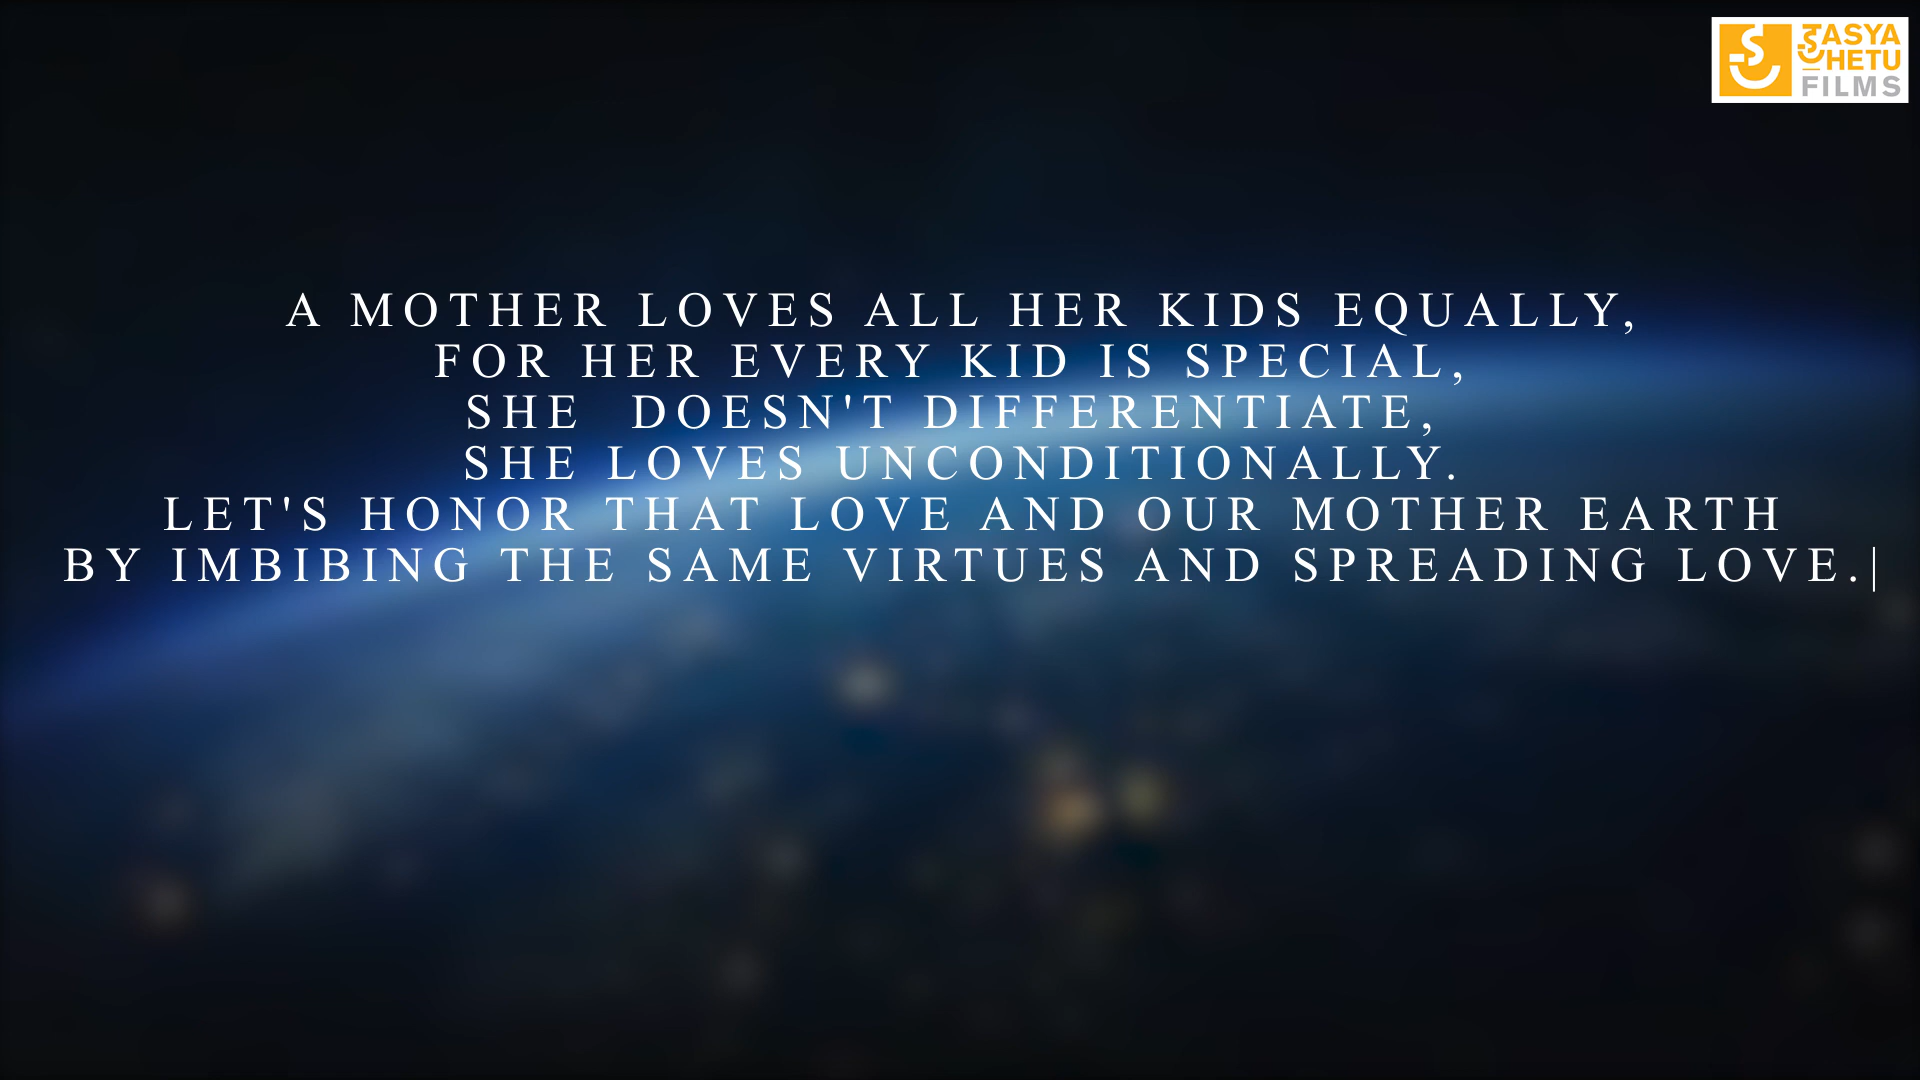 TASYA
HETU
FILMS
A MOTHER LOVES ALL HER KIDS EQUALLY,
FOR HER EVERY KID IS SPECIAL,
SHE  DOESN'T DIFFERENTIATE,
SHE LOVES UNCONDITIONALLY.
LET'S HONOR THAT LOVE AND OUR MOTHER EARTH
BY IMBIBING THE SAME VIRTUES AND SPREADING LOVE.|